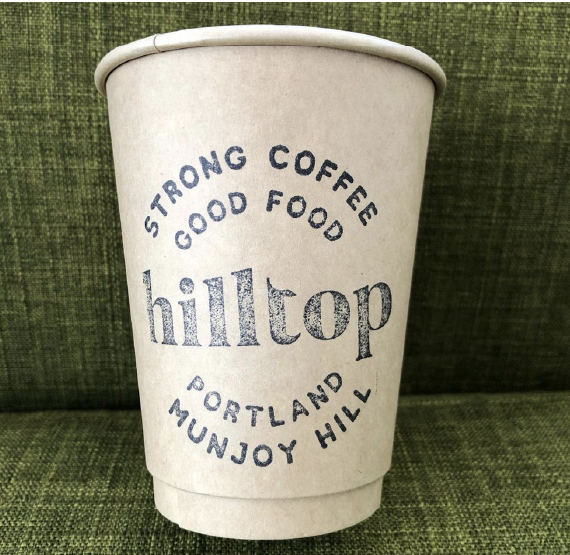 STRONG COFFEE
GOOD FOOD
hilltop
PORTLAND
MUNJOY HILL